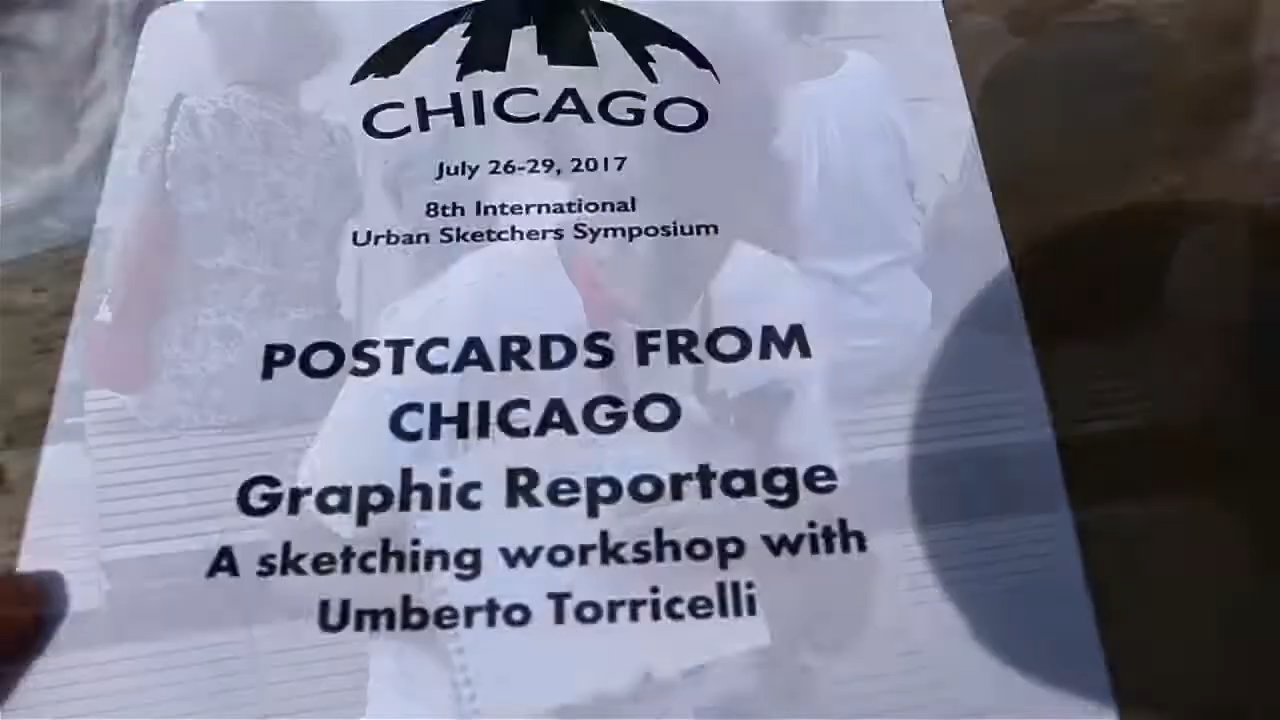 CHICAGO
July 26-29, 2017
8th International
Urban Sketchers Symposium
POSTCARDS FROM
CHICAGO
Graphic Reportage
A sketching workshop with
Umberto Torricelli